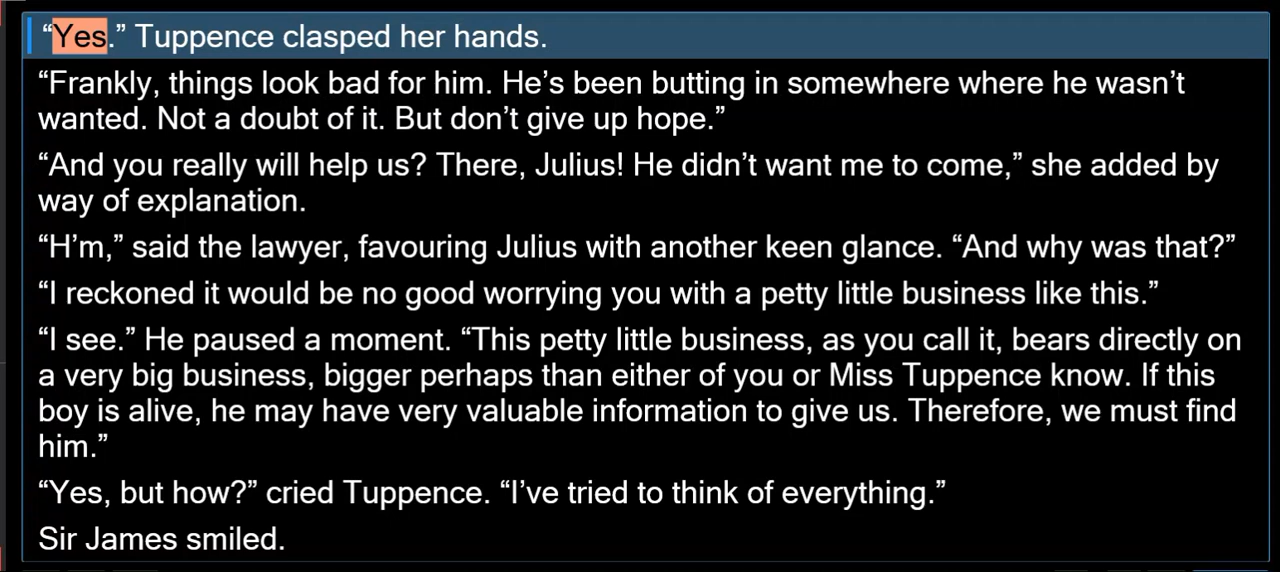 “Yes.” Tuppence clasped her hands.
“Frankly, things look bad for him. He’s been butting in somewhere where he wasn’t
wanted. Not a doubt of it. But don’t give up hope.”
“And you really will help us? There, Julius! He didn’t want me to come,” she added by
way of explanation.
“H’m,” said the lawyer, favouring Julius with another keen glance. “And why was that?”
“I reckoned it would be no good worrying you with a petty little business like this.”
“I see.” He paused a moment. “This petty little business, as you call it, bears directly on
a very big business, bigger perhaps than either of you or Miss Tuppence know. If this
boy is alive, he may have very valuable information to give us. Therefore, we must find
him.”
“Yes, but how?” cried Tuppence. “I’ve tried to think of everything.”
Sir James smiled.